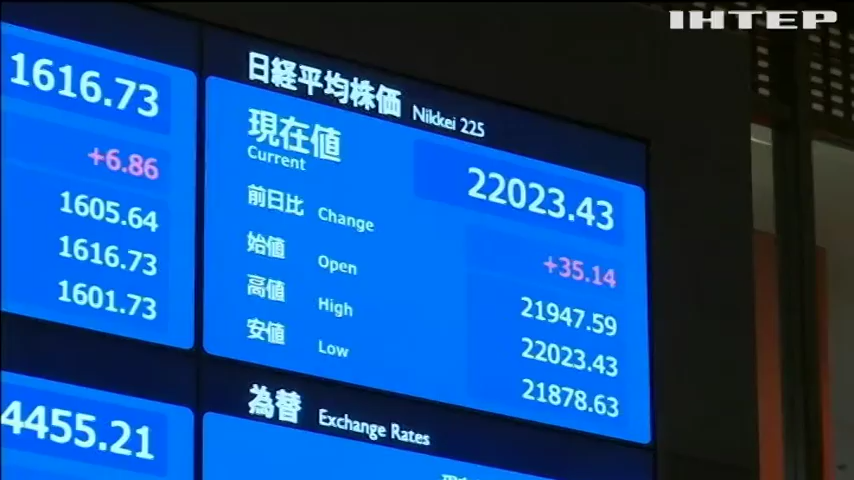 ІНТЕР
1616.73
+6.86
1605.64
1616.73
1601.73
4455.21
日経平均株価 Nikkei 225
現在値
Current
22023.43
前日比 Change +35.14
始値 Open 21947.59
高値 High 22023.43
安値 Low 21878.63
為替 Exchange Rates